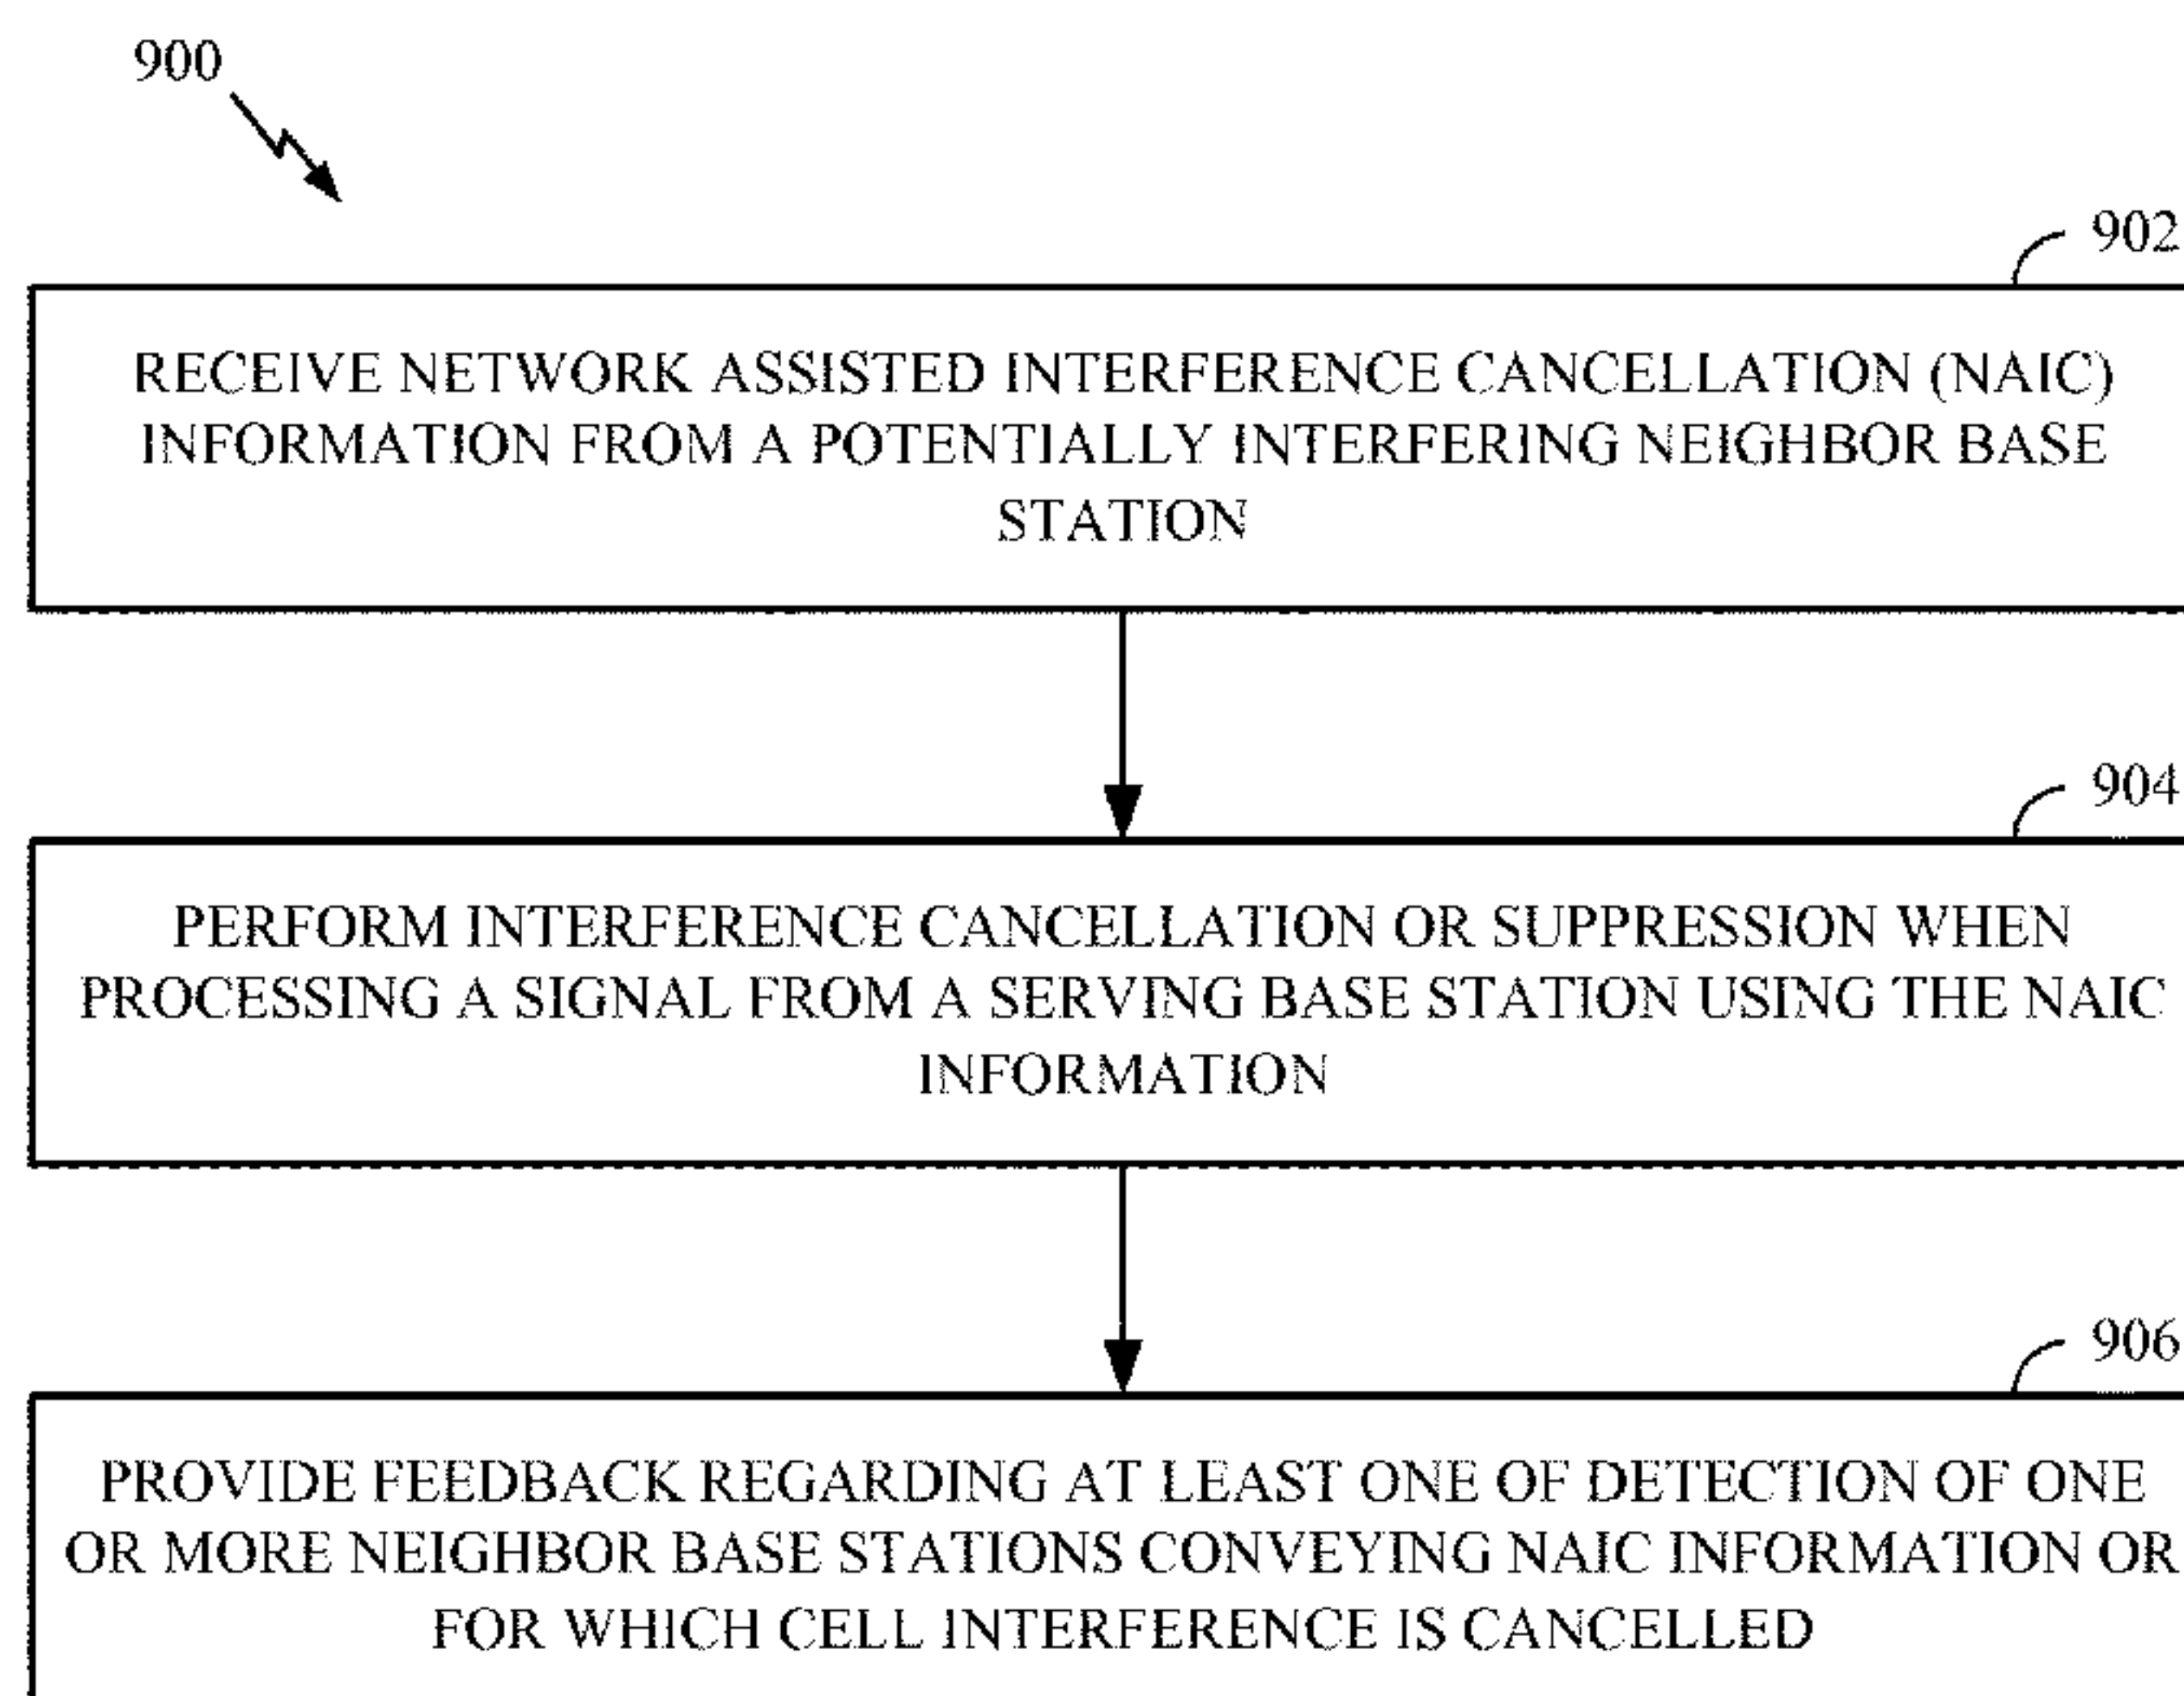 900
902
RECEIVE NETWORK ASSISTED INTERFERENCE CANCELLATION (NAIC)
INFORMATION FROM A POTENTIALLY INTERFERING NEIGHBOR BASE
STATION
904
PERFORM INTERFERENCE CANCELLATION OR SUPPRESSION WHEN
PROCESSING A SIGNAL FROM A SERVING BASE STATION USING THE NAIC
INFORMATION
906
PROVIDE FEEDBACK REGARDING AT LEAST ONE OF DETECTION OF ONE
OR MORE NEIGHBOR BASE STATIONS CONVEYING NAIC INFORMATION OR
FOR WHICH CELL INTERFERENCE IS CANCELLED